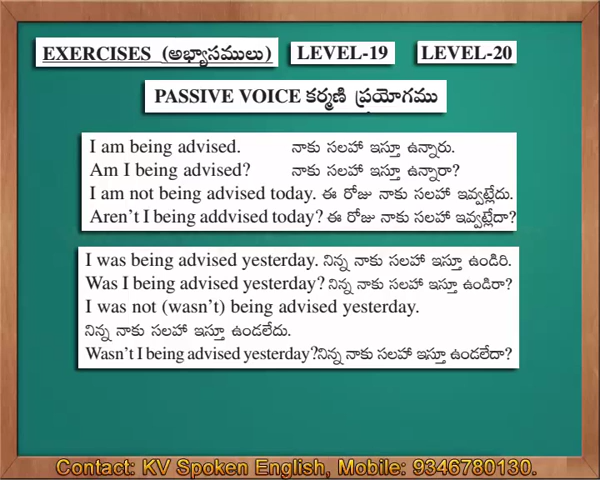 EXERCISES (అభ్యాసములు) LEVEL-19 LEVEL-20
PASSIVE VOICE కర్మణి ప్రయోగము
I am being advised. నాకు సలహా ఇస్తూ ఉన్నారు.
Am I being advised? నాకు సలహా ఇస్తూ ఉన్నారా?
I am not being advised today. ఈ రోజు నాకు సలహా ఇవ్వట్లేదు.
Aren't I being addvised today? ఈ రోజు నాకు సలహా ఇవ్వట్లేదా?
I was being advised yesterday. నిన్న నాకు సలహా ఇస్తూ ఉండిరి.
Was I being advised yesterday? నిన్న నాకు సలహా ఇస్తూ ఉండిరా?
I was not (wasn't) being advised yesterday.
నిన్న నాకు సలహా ఇస్తూ ఉండలేదు.
Wasn't I being advised yesterday?నిన్న నాకు సలహా ఇస్తూ ఉండలేదా?
Contact: KV Spoken English, Mobile: 9346780130.